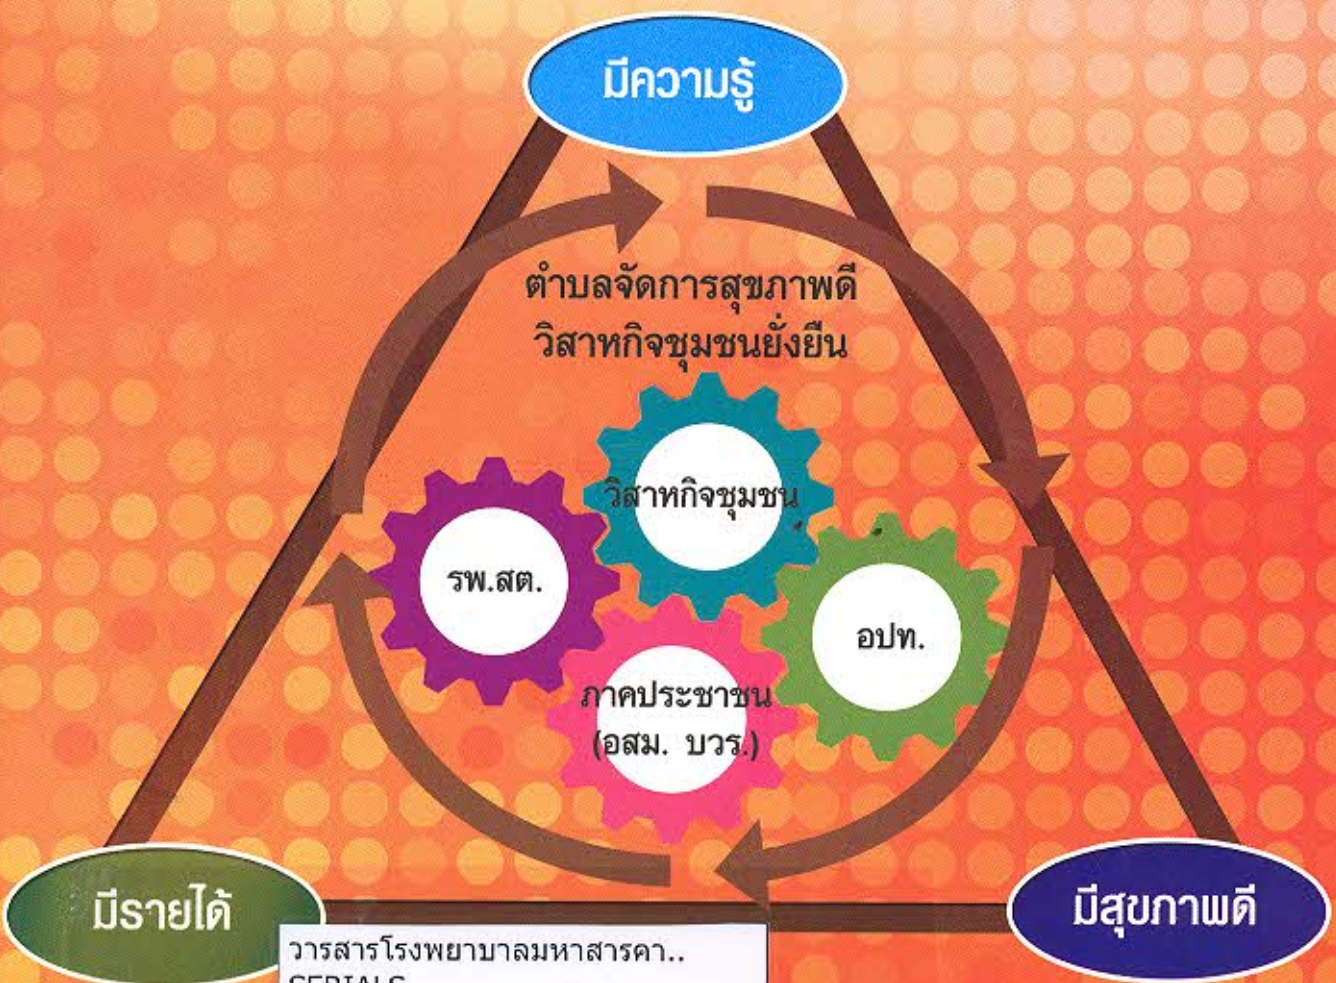 มีความรู้
ตำบลจัดการสุขภาพดี
วิสาหกิจชุมชนยั่งยืน
วิสาหกิจชุมชน
รพ.สต.
อปท.
ภาคประชาชน
(อสม. บวร.)
มีรายได้
มีสุขภาพดี
วารสารโรงพยาบาลมหาสารคา..
SERIALS